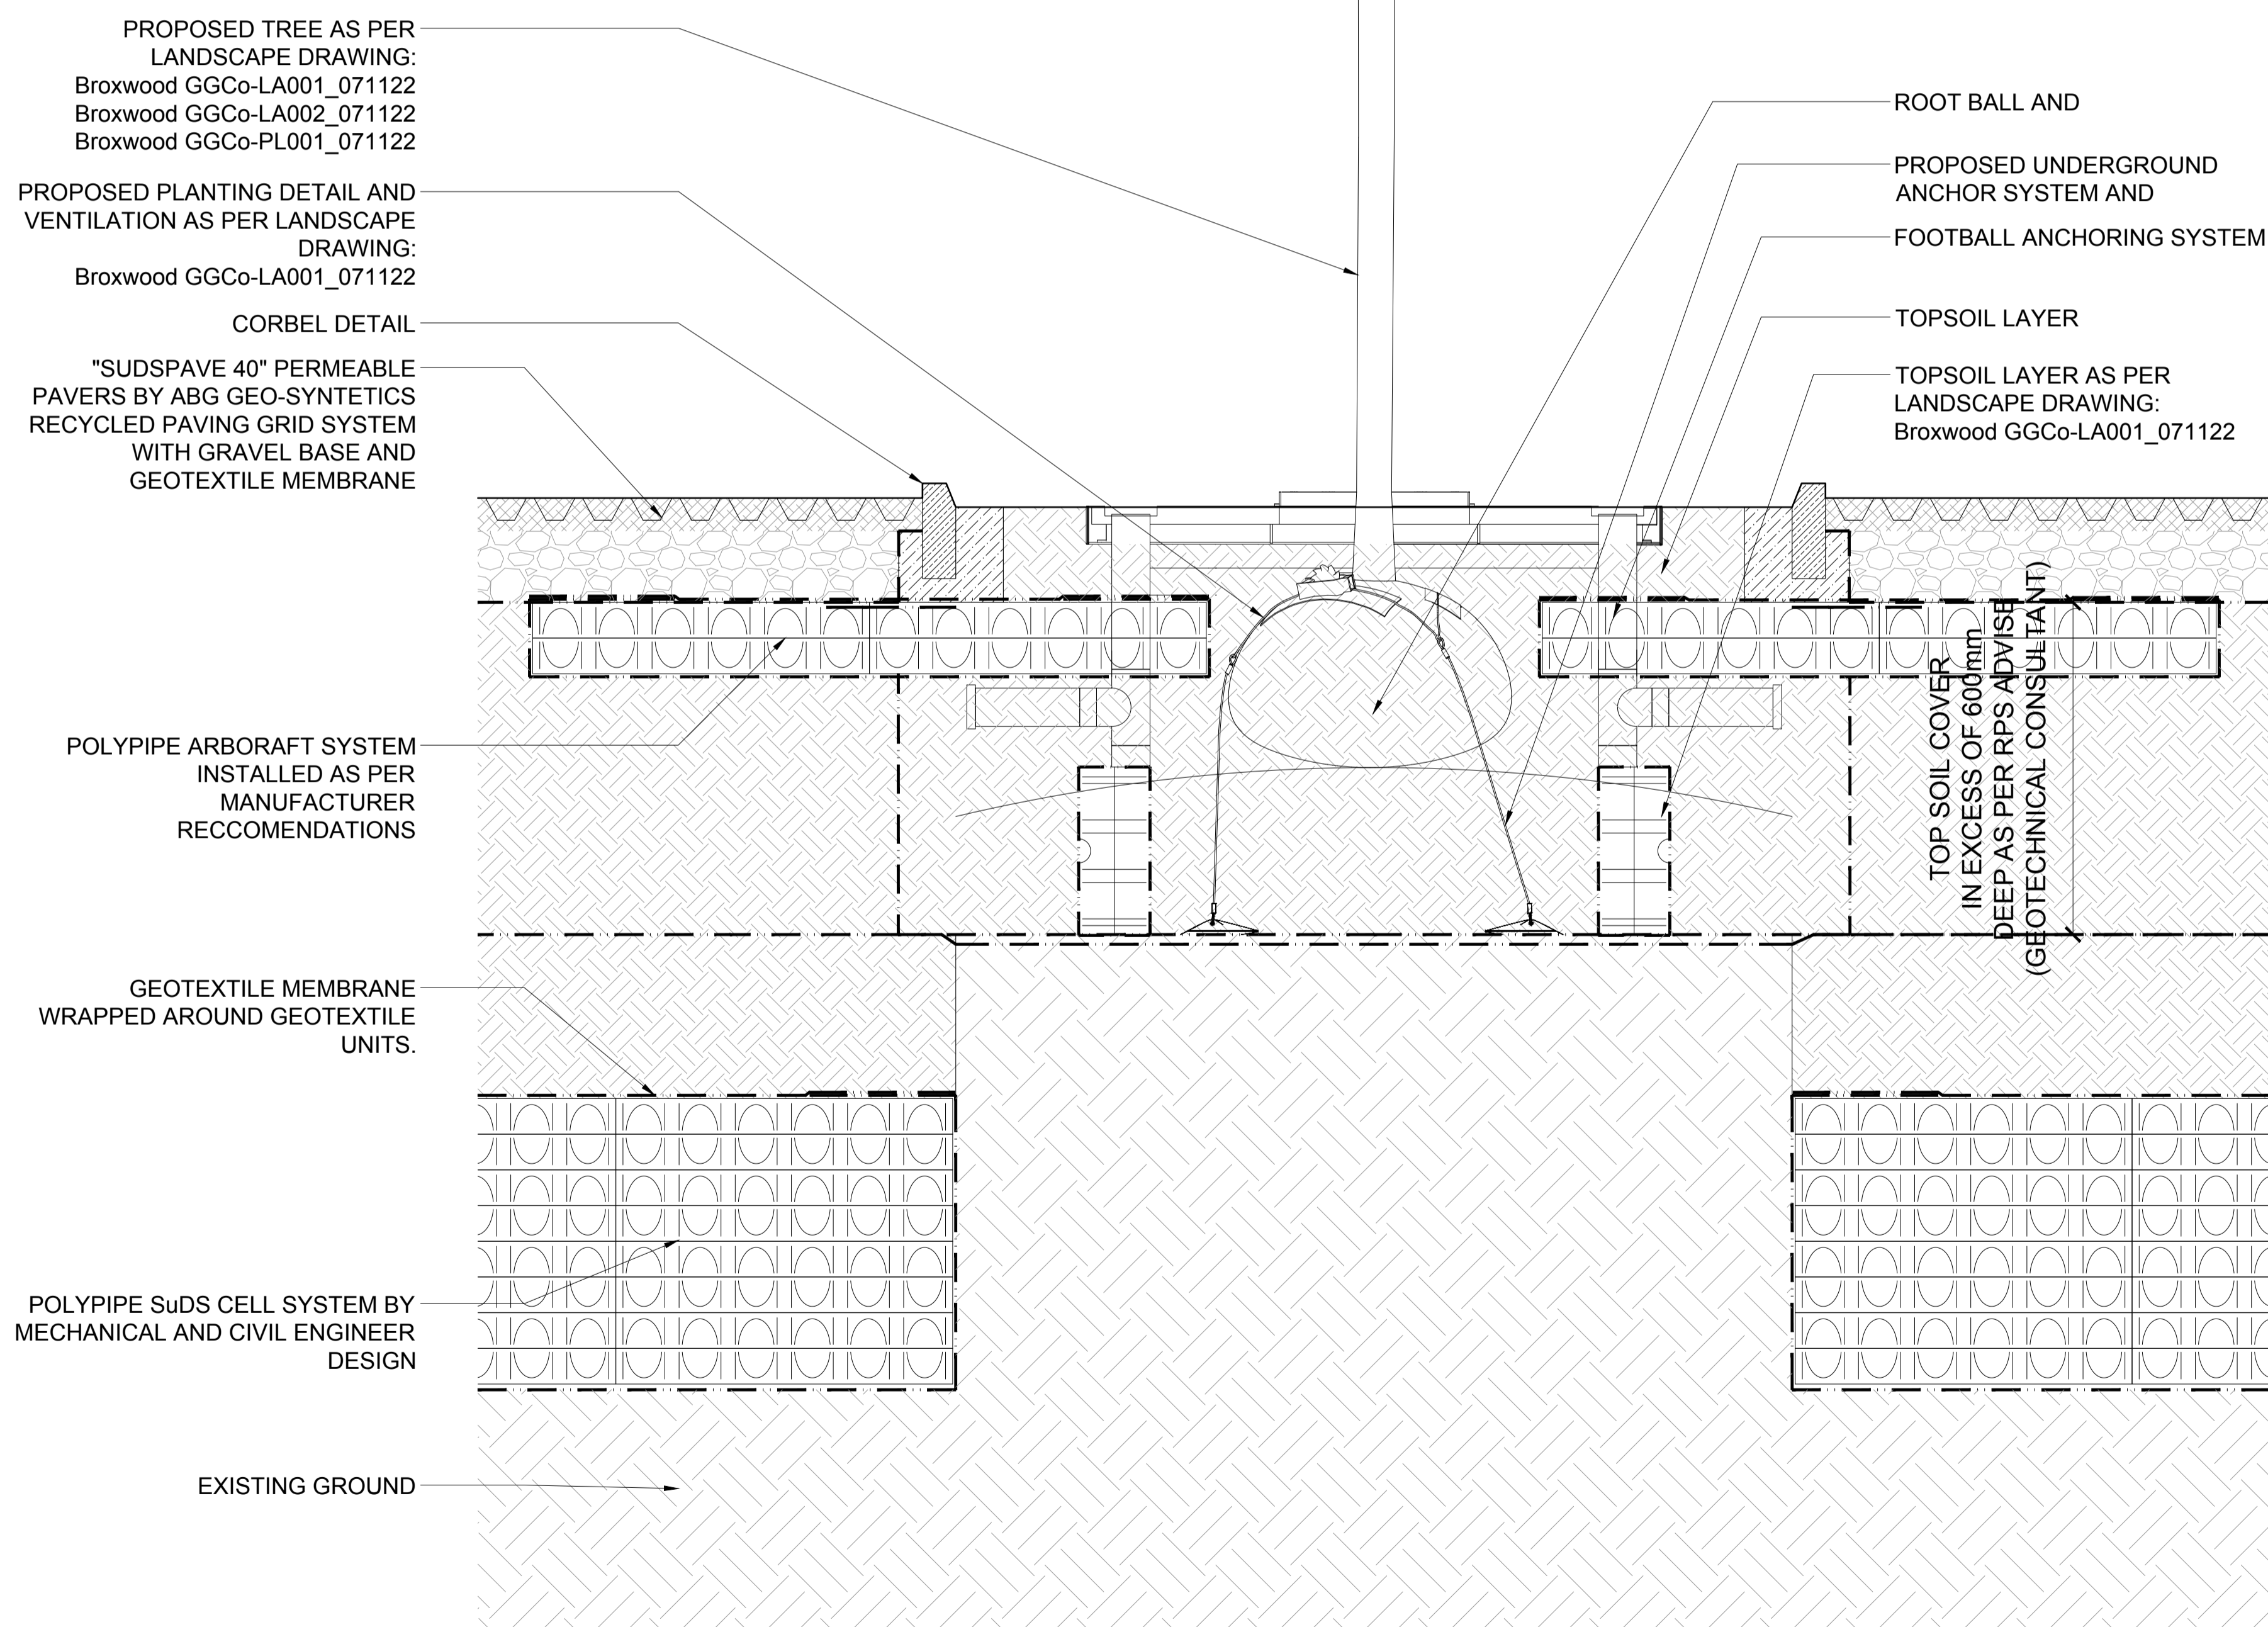 PROPOSED TREE AS PER
LANDSCAPE DRAWING:
Broxwood GGCo-LA001_071122
Broxwood GGCo-LA002_071122
Broxwood GGCo-PL001_071122
PROPOSED PLANTING DETAIL AND
VENTILATION AS PER LANDSCAPE
DRAWING:
Broxwood GGCo-LA001_071122
CORBEL DETAIL
"SUDSPAVE 40" PERMEABLE
PAVERS BY ABG GEO-SYNTETICS
RECYCLED PAVING GRID SYSTEM
WITH GRAVEL BASE AND
GEOTEXTILE MEMBRANE
POLYPIPE ARBORAFT SYSTEM
INSTALLED AS PER
MANUFACTURER
RECCOMENDATIONS
GEOTEXTILE MEMBRANE
WRAPPED AROUND GEOTEXTILE
UNITS.
POLYPIPE SuDS CELL SYSTEM BY
MECHANICAL AND CIVIL ENGINEER
DESIGN
EXISTING GROUND
ROOT BALL AND
PROPOSED UNDERGROUND
ANCHOR SYSTEM AND
FOOTBALL ANCHORING SYSTEM
TOPSOIL LAYER
TOPSOIL LAYER AS PER
LANDSCAPE DRAWING:
Broxwood GGCo-LA001_071122
TOP SOIL COVER
IN EXCESS OF 600mm
DEEP AS PER RPS ADVISE
(GEOTECHNICAL CONSULTANT)